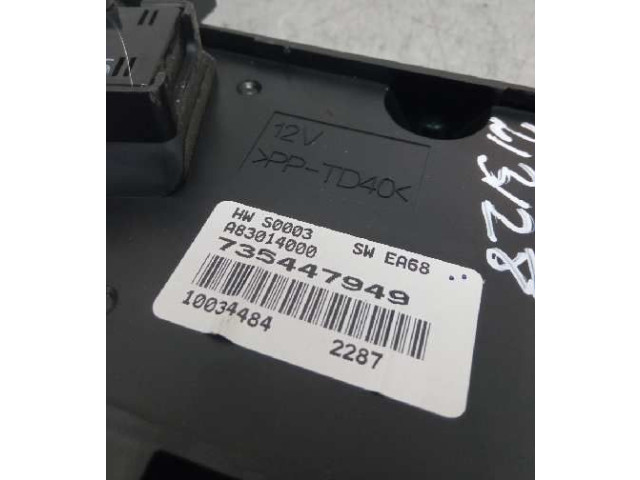 12V
>PP-TD40<
HW S0003 SW EA68
A83014000
735447949
10034484
2287